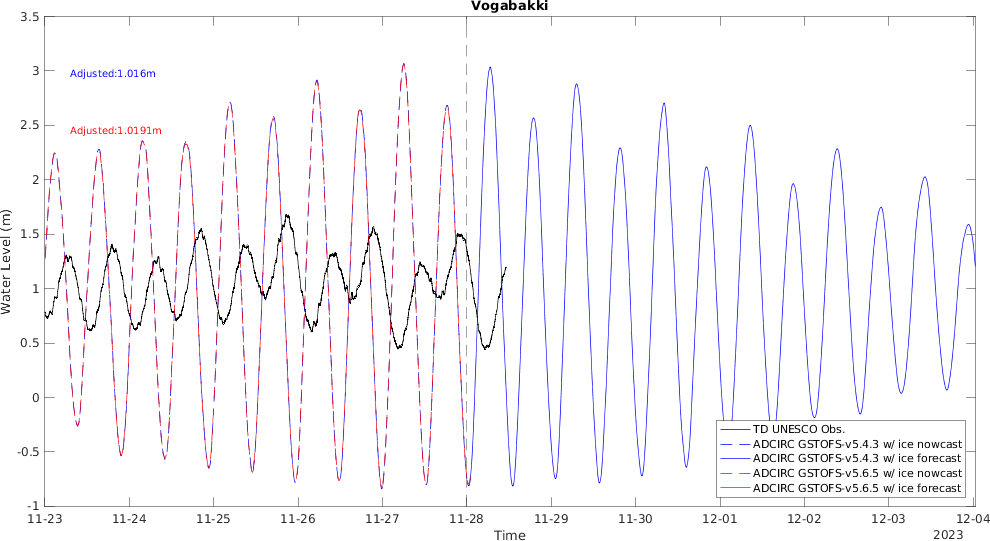 Vogabakki
3.5
3
2.5
2
1.5
1
0.5
0
-0.5
-1
Water Level (m)
Adjusted:1.016m
Adjusted:1.0191m
TD UNESCO Obs.
ADCIRC GSTOFS-v5.4.3 w/ ice nowcast
ADCIRC GSTOFS-v5.4.3 w/ ice forecast
ADCIRC GSTOFS-v5.6.5 w/ ice nowcast
ADCIRC GSTOFS-v5.6.5 w/ ice forecast
11-23 11-24 11-25 11-26 11-27 11-28 11-29 11-30 12-01 12-02 12-03 12-04
Time
2023